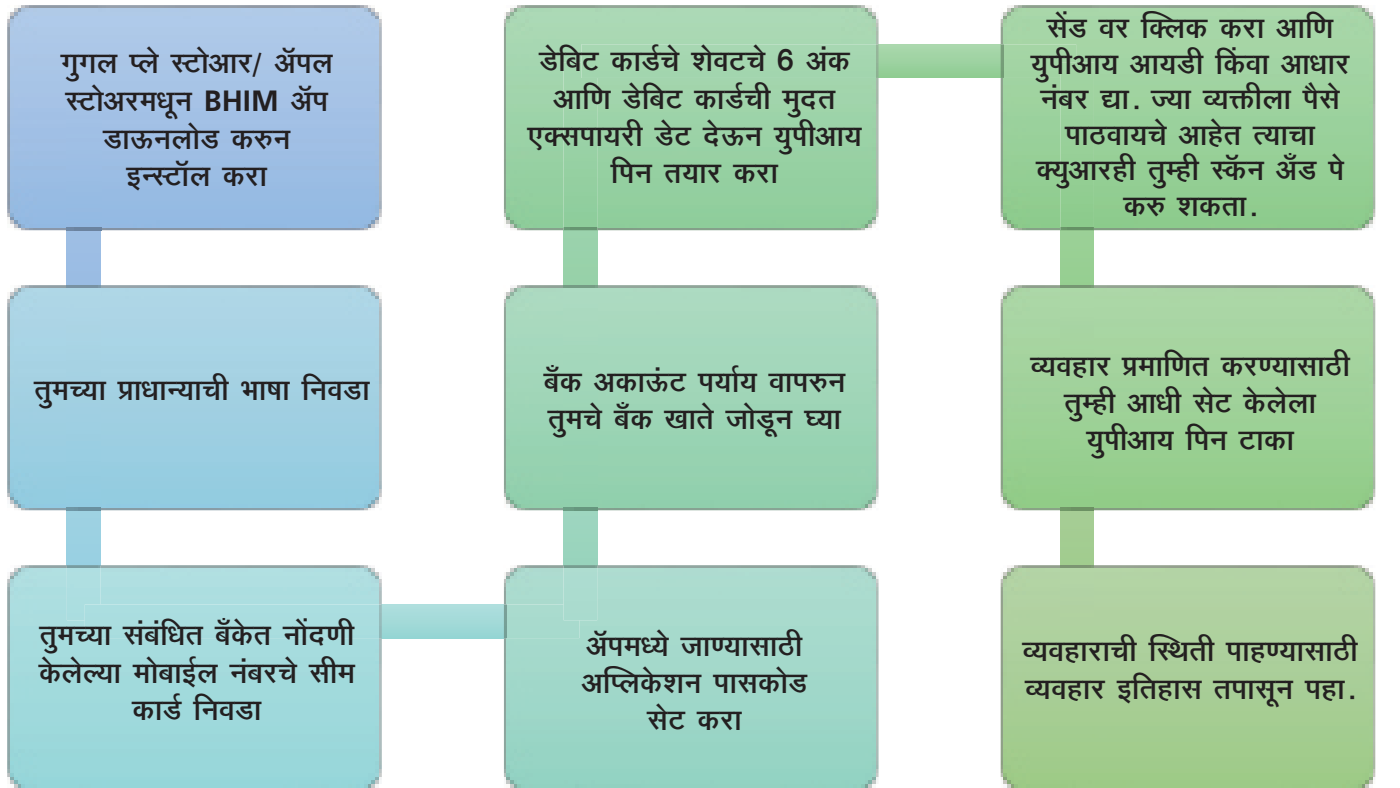 गुगल प्ले स्टोआर/ ॲपल
स्टोअरमधून BHIM ॲप
डाऊनलोड करुन
इन्स्टॉल करा
तुमच्या प्राधान्याची भाषा निवडा
तुमच्या संबंधित बँकेत नोंदणी
केलेल्या मोबाईल नंबरचे सीम
कार्ड निवडा
ॲपमध्ये जाण्यासाठी
अप्लिकेशन पासकोड
सेट करा
बँक अकाऊंट पर्याय वापरुन
तुमचे बँक खाते जोडून घ्या
डेबिट कार्डचे शेवटचे 6 अंक
आणि डेबिट कार्डची मुदत
एक्सपायरी डेट देऊन युपीआय
पिन तयार करा
सेंड वर क्लिक करा आणि
युपीआय आयडी किंवा आधार
नंबर द्या. ज्या व्यक्तीला पैसे
पाठवायचे आहेत त्याचा
क्युआरही तुम्ही स्कॅन अँड पे
करु शकता.
व्यवहार प्रमाणित करण्यासाठी
तुम्ही आधी सेट केलेला
युपीआय पिन टाका
व्यवहाराची स्थिती पाहण्यासाठी
व्यवहार इतिहास तपासून पहा.